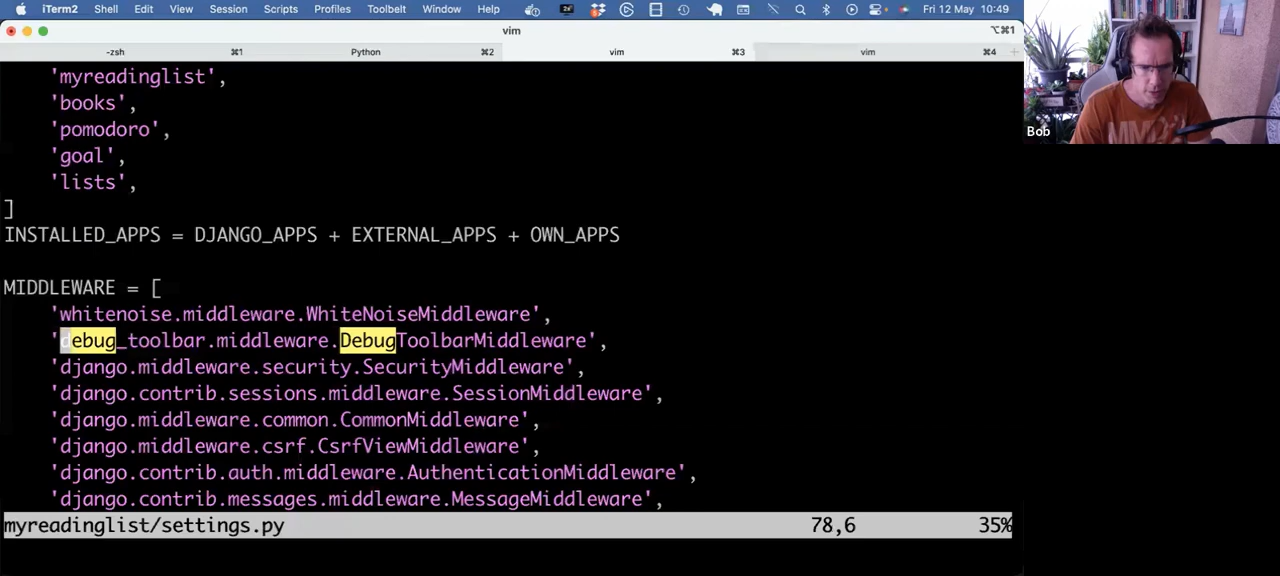 iTerm2 Shell Edit View Session Scripts Profiles Toolbelt Window Help Fri 12 May 10:49
vim ⌥⌘1
-zsh ⌘1 Python ⌘2 vim ⌘3 vim ⌘4
'myreadinglist',
'books',
'pomodoro',
'goal',
'lists',
]
INSTALLED_APPS = DJANGO_APPS + EXTERNAL_APPS + OWN_APPS
MIDDLEWARE = [
'whitenoise.middleware.WhiteNoiseMiddleware',
'debug_toolbar.middleware.DebugToolbarMiddleware',
'django.middleware.security.SecurityMiddleware',
'django.contrib.sessions.middleware.SessionMiddleware',
'django.middleware.common.CommonMiddleware',
'django.middleware.csrf.CsrfViewMiddleware',
'django.contrib.auth.middleware.AuthenticationMiddleware',
'django.contrib.messages.middleware.MessageMiddleware',
myreadinglist/settings.py 78,6 35%
Bob